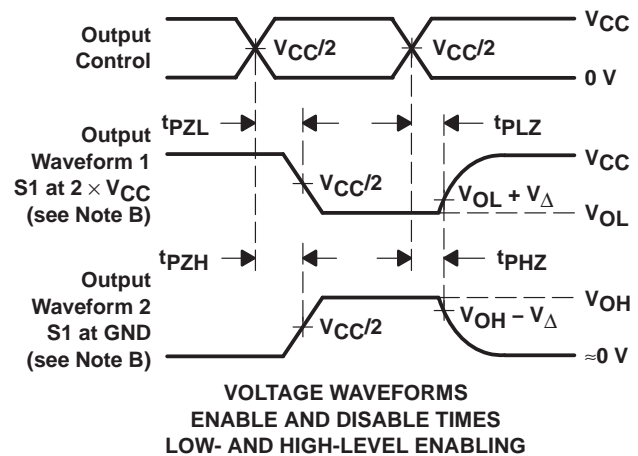 Output
Control
VCC/2
VCC/2
VCC
0 V
tPZL
tPLZ
Output
Waveform 1
S1 at 2 × VCC
(see Note B)
VCC/2
VCC
VOL + VΔ
VOL
tPZH
tPHZ
Output
Waveform 2
S1 at GND
(see Note B)
VCC/2
VOH
VOH − VΔ
≈0 V
VOLTAGE WAVEFORMS
ENABLE AND DISABLE TIMES
LOW- AND HIGH-LEVEL ENABLING